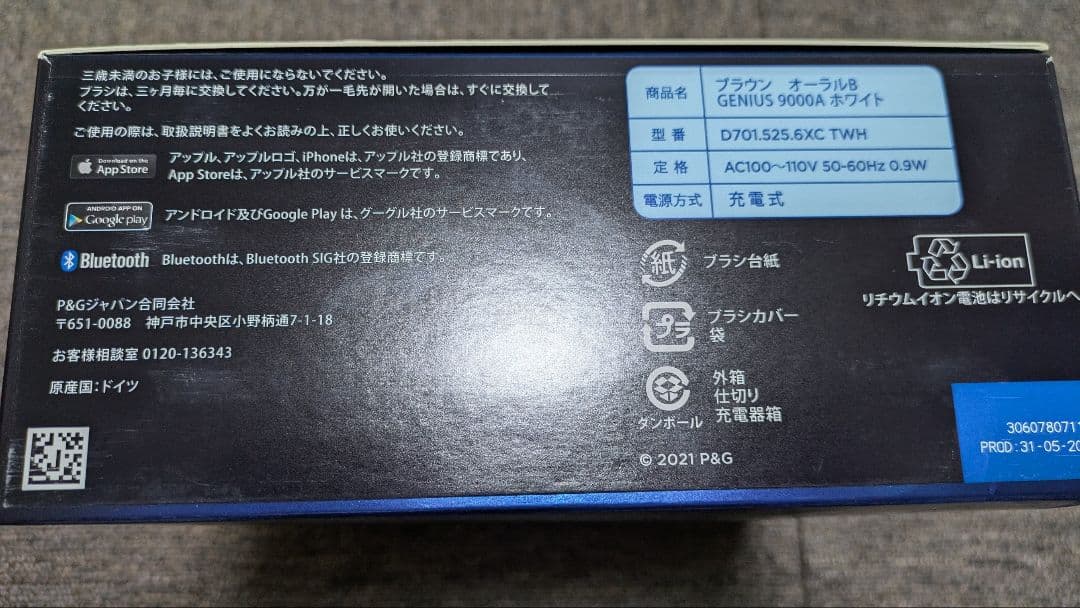 三歳未満のお子様には、ご使用にならないでください。
ブラシは、三ヶ月毎に交換してください。万が一毛先が開いた場合は、すぐに交換して
ください。
ご使用の際は、取扱説明書をよくお読みの上、正しくお使いください。
Download on the
App Store
アップル、アップルロゴ、iPhoneは、アップル社の登録商標であり、
App Storeは、アップル社のサービスマークです。
ANDROID APP ON
Google play
アンドロイド及びGoogle Play は、グーグル社のサービスマークです。
Bluetooth
Bluetoothは、Bluetooth SIG社の登録商標です。
P&Gジャパン合同会社
〒651-0088 神戸市中央区小野柄通7-1-18
お客様相談室 0120-136343
原産国：ドイツ
商品名 ブラウン オーラルB
GENIUS 9000A ホワイト
型番 D701.525.6XC TWH
定格 AC100～110V 50-60Hz 0.9W
電源方式 充電式
紙 ブラシ台紙
プラ ブラシカバー
袋
ダンボール
外箱
仕切り
充電器箱
© 2021 P&G
Li-ion
リチウムイオン電池はリサイクルへ
3060780711
PROD:31-05-20